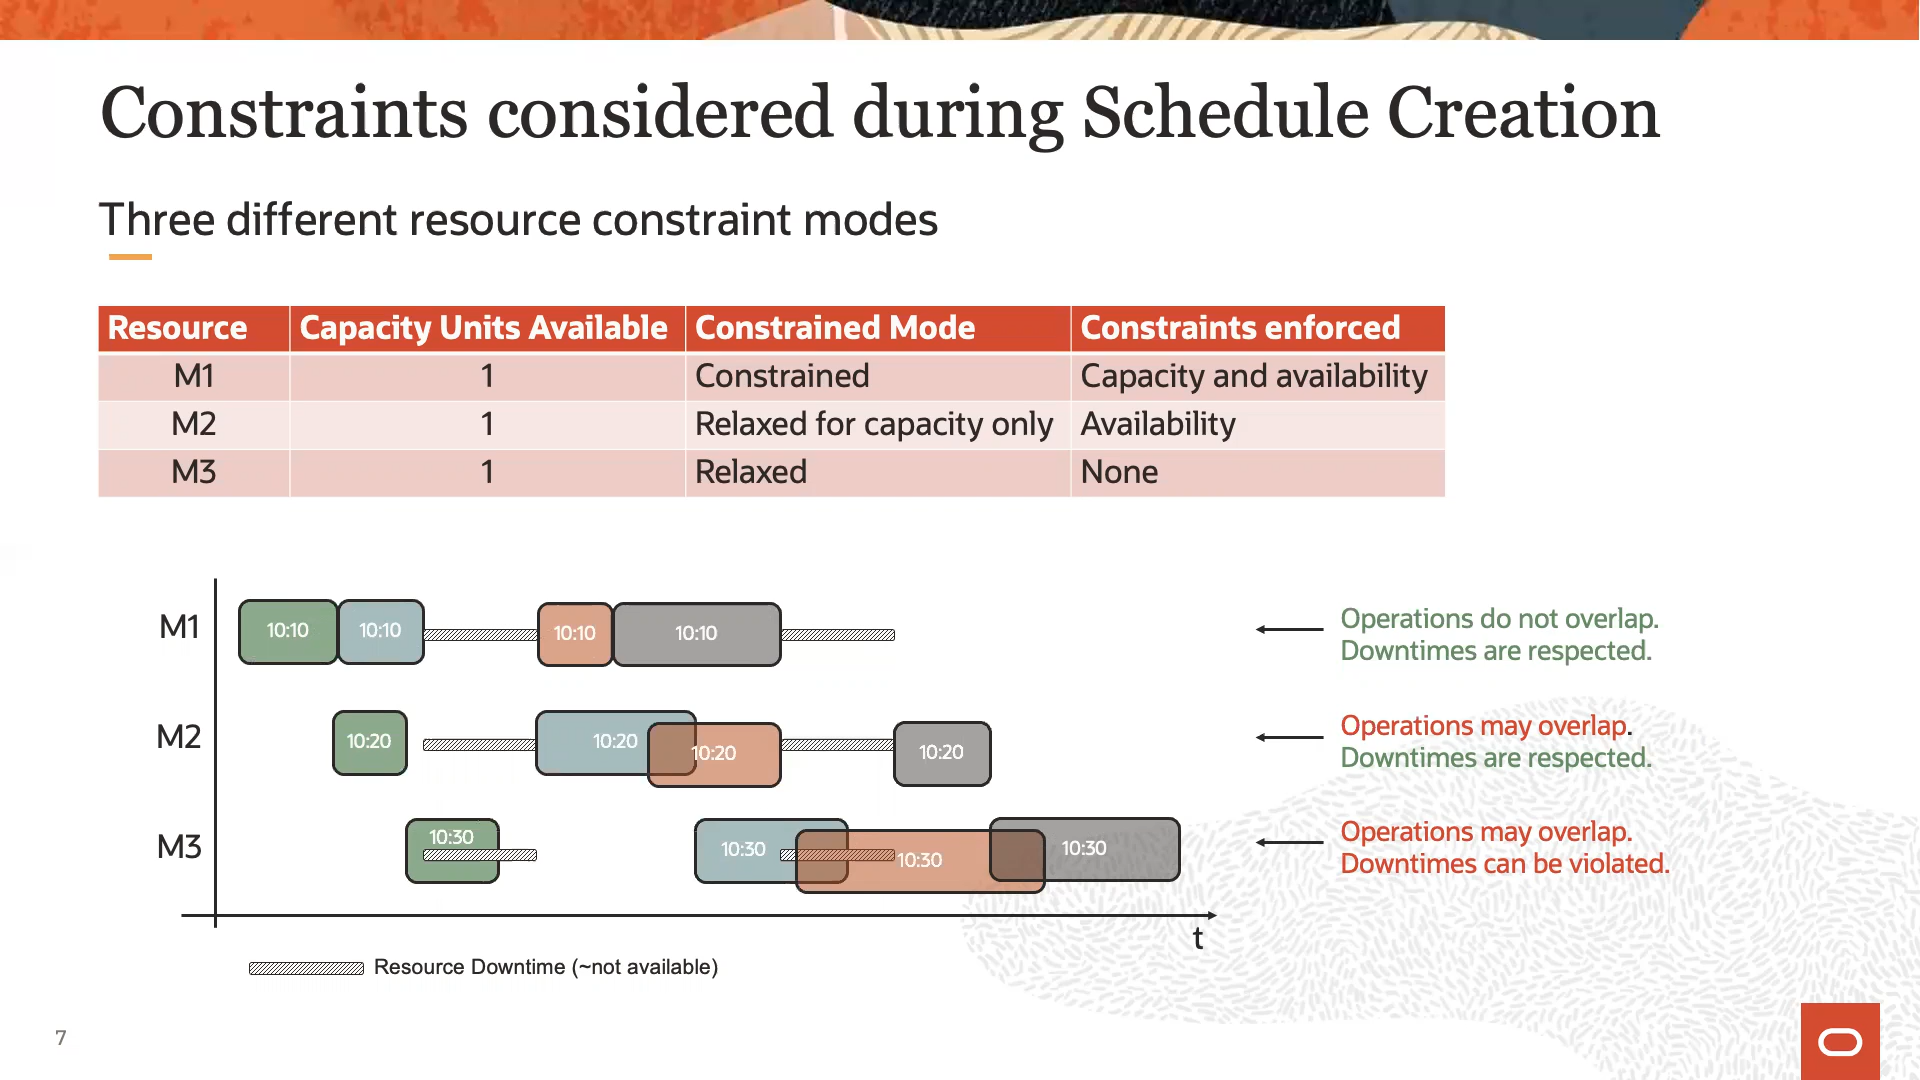 Constraints considered during Schedule Creation
Three different resource constraint modes
Resource Capacity Units Available Constrained Mode Constraints enforced
M1 1 Constrained Capacity and availability
M2 1 Relaxed for capacity only Availability
M3 1 Relaxed None
M1 10:10 10:10 10:10 10:10
Operations do not overlap.
Downtimes are respected.
M2 10:20 10:20 10:20 10:20
Operations may overlap.
Downtimes are respected.
M3 10:30 10:30 10:30 10:30
Operations may overlap.
Downtimes can be violated.
t
Resource Downtime (~not available)
7